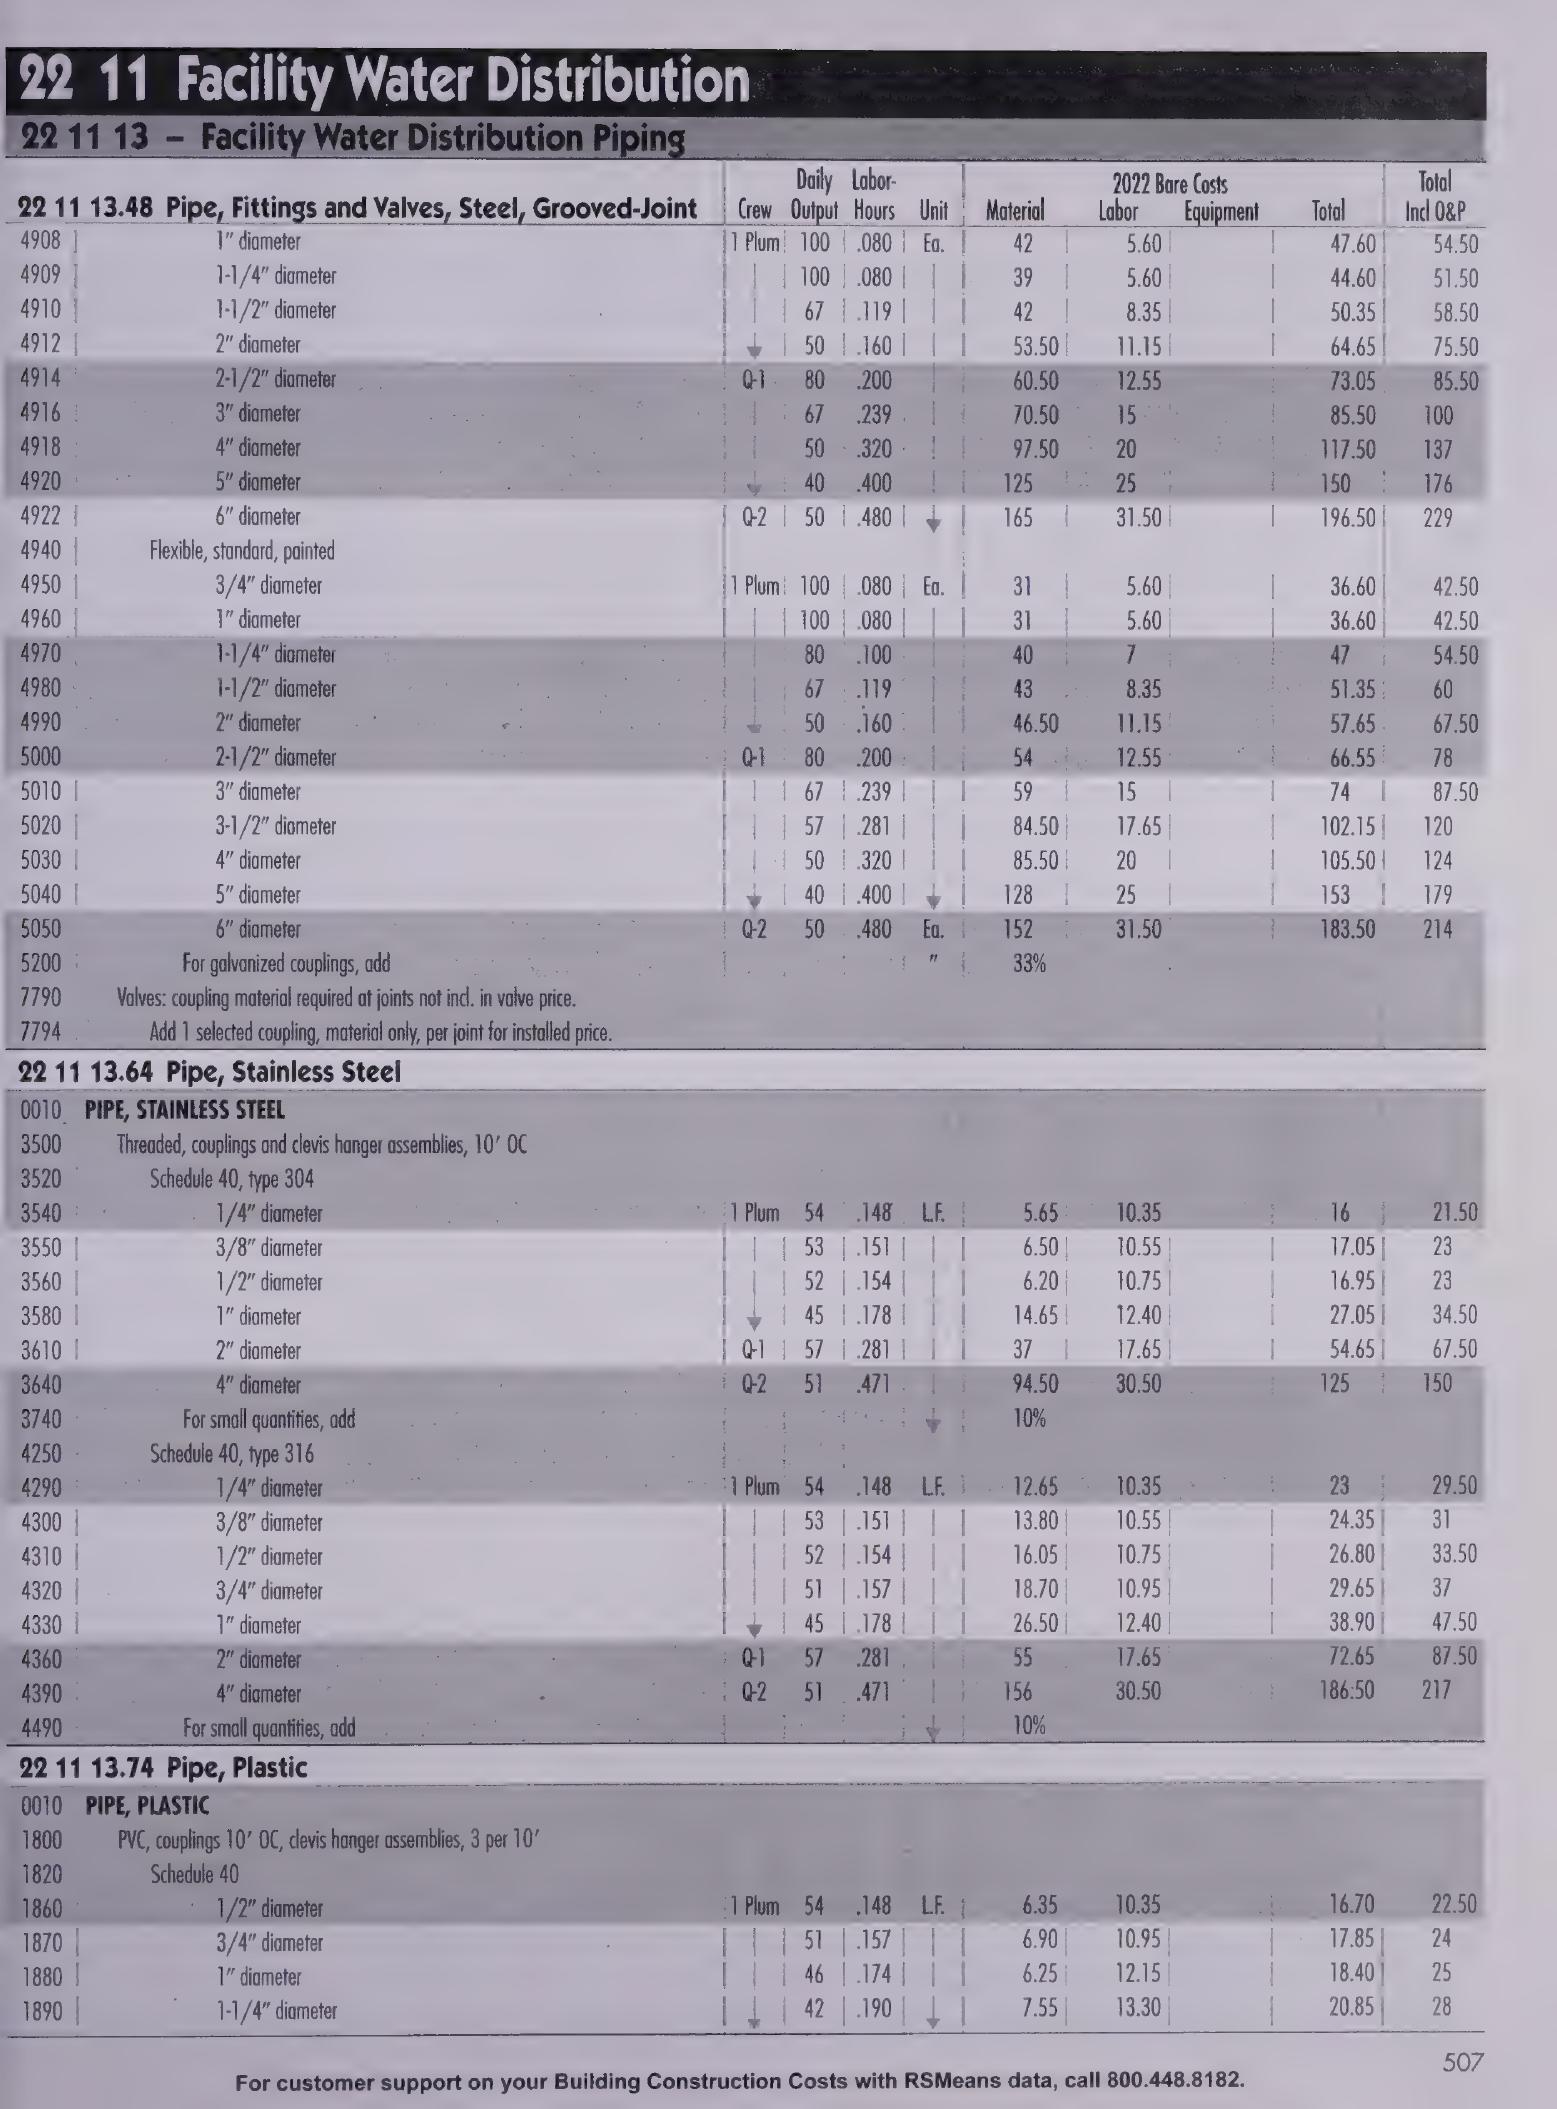 22 11 Facility Water Distribution
22 11 13 – Facility Water Distribution Piping
22 11 13.48 Pipe, Fittings and Valves, Steel, Grooved-Joint Crew Daily Output Labor-Hours Unit Material 2022 Bare Costs Labor Equipment Total Total Incl O&P
4908 1" diameter 1 Plum 100 .080 Ea. 42 5.60 47.60 54.50
4909 1-1/4" diameter 100 .080 39 5.60 44.60 51.50
4910 1-1/2" diameter 67 .119 42 8.35 50.35 58.50
4912 2" diameter 50 .160 53.50 11.15 64.65 75.50
4914 2-1/2" diameter Q-1 80 .200 60.50 12.55 73.05 85.50
4916 3" diameter 67 .239 70.50 15 85.50 100
4918 4" diameter 50 .320 97.50 20 117.50 137
4920 5" diameter 40 .400 125 25 150 176
4922 6" diameter Q-2 50 .480 165 31.50 196.50 229
4940 Flexible, standard, painted
4950 3/4" diameter 1 Plum 100 .080 Ea. 31 5.60 36.60 42.50
4960 1" diameter 100 .080 31 5.60 36.60 42.50
4970 1-1/4" diameter 80 .100 40 7 47 54.50
4980 1-1/2" diameter 67 .119 43 8.35 51.35 60
4990 2" diameter 50 .160 46.50 11.15 57.65 67.50
5000 2-1/2" diameter Q-1 80 .200 54 12.55 66.55 78
5010 3" diameter 67 .239 59 15 74 87.50
5020 3-1/2" diameter 57 .281 84.50 17.65 102.15 120
5030 4" diameter 50 .320 85.50 20 105.50 124
5040 5" diameter 40 .400 128 25 153 179
5050 6" diameter Q-2 50 .480 Ea. 152 31.50 183.50 214
5200 For galvanized couplings, add " 33%
7790 Valves: coupling material required at joints not incl. in valve price.
7794 Add 1 selected coupling, material only, per joint for installed price.
22 11 13.64 Pipe, Stainless Steel
0010 PIPE, STAINLESS STEEL
3500 Threaded, couplings and clevis hanger assemblies, 10' OC
3520 Schedule 40, type 304
3540 1/4" diameter 1 Plum 54 .148 L.F. 5.65 10.35 16 21.50
3550 3/8" diameter 53 .151 6.50 10.55 17.05 23
3560 1/2" diameter 52 .154 6.20 10.75 16.95 23
3580 1" diameter 45 .178 14.65 12.40 27.05 34.50
3610 2" diameter Q-1 57 .281 37 17.65 54.65 67.50
3640 4" diameter Q-2 51 .471 94.50 30.50 125 150
3740 For small quantities, add 10%
4250 Schedule 40, type 316
4290 1/4" diameter 1 Plum 54 .148 L.F. 12.65 10.35 23 29.50
4300 3/8" diameter 53 .151 13.80 10.55 24.35 31
4310 1/2" diameter 52 .154 16.05 10.75 26.80 33.50
4320 3/4" diameter 51 .157 18.70 10.95 29.65 37
4330 1" diameter 45 .178 26.50 12.40 38.90 47.50
4360 2" diameter Q-1 57 .281 55 17.65 72.65 87.50
4390 4" diameter Q-2 51 .471 156 30.50 186.50 217
4490 For small quantities, add 10%
22 11 13.74 Pipe, Plastic
0010 PIPE, PLASTIC
1800 PVC, couplings 10' OC, clevis hanger assemblies, 3 per 10'
1820 Schedule 40
1860 1/2" diameter 1 Plum 54 .148 L.F. 6.35 10.35 16.70 22.50
1870 3/4" diameter 51 .157 6.90 10.95 17.85 24
1880 1" diameter 46 .174 6.25 12.15 18.40 25
1890 1-1/4" diameter 42 .190 7.55 13.30 20.85 28
507
For customer support on your Building Construction Costs with RSMeans data, call 800.448.8182.